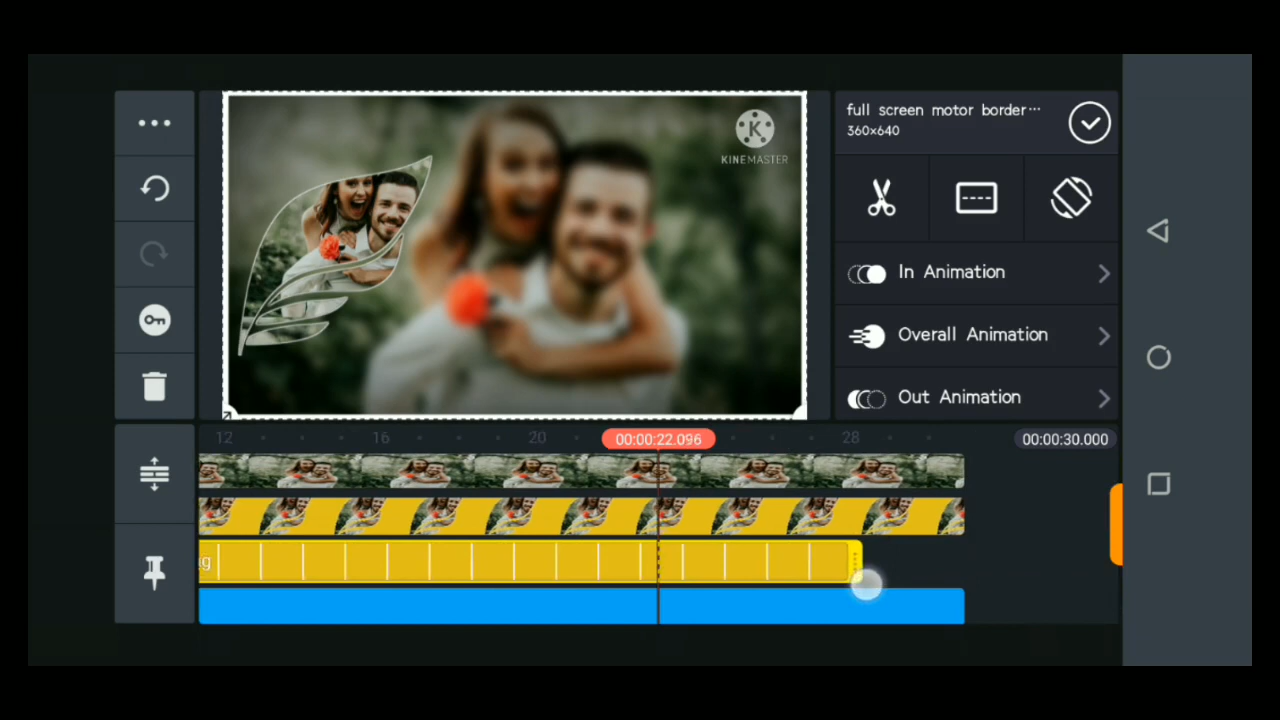 full screen motor border...
360×640
KINEMASTER
In Animation
Overall Animation
Out Animation
12
16
20
00:00:22.096
28
00:00:30.000
g